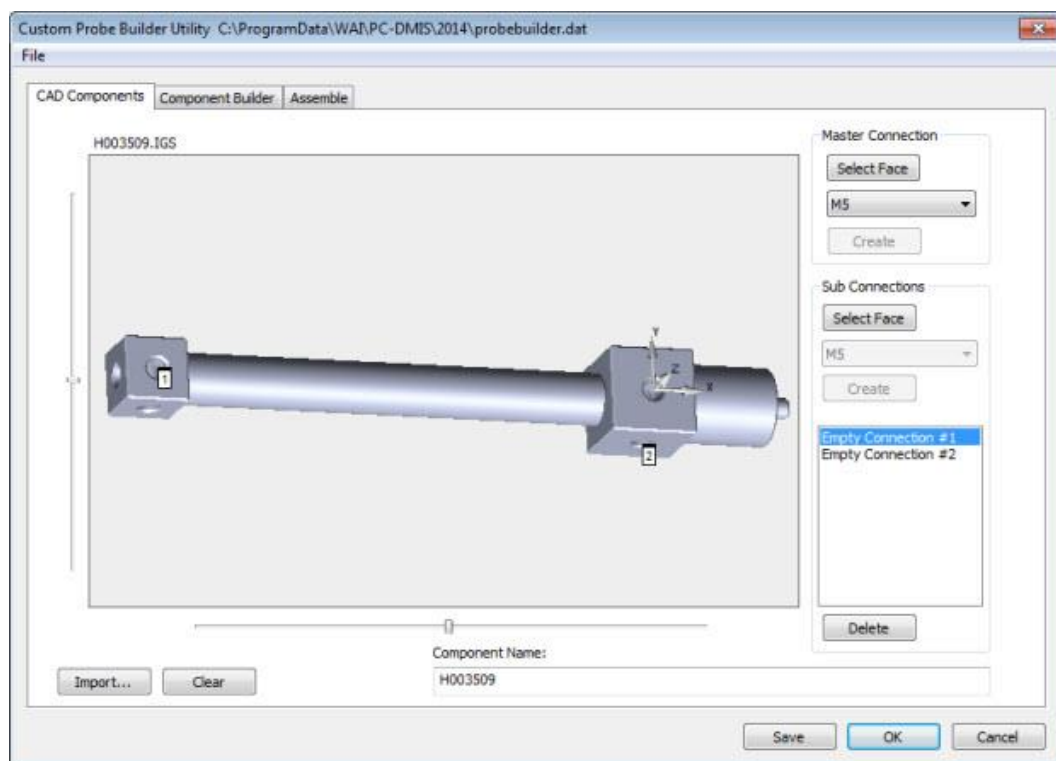 Custom Probe Builder Utility C:\ProgramData\WAI\PC-DMIS\2014\probebuilder.dat
File
CAD Components
Component Builder
Assemble
H003509.IGS
Master Connection
Select Face
M5
Create
Sub Connections
Select Face
M5
Create
Empty Connection #1
Empty Connection #2
Delete
1
2
Y
Z
X
Component Name:
H003509
Import...
Clear
Save
OK
Cancel